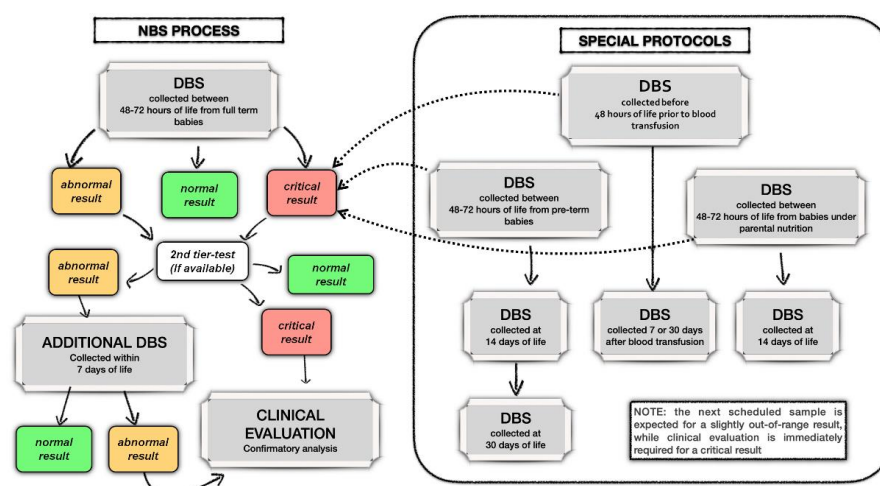 NBS PROCESS
DBS
collected between
48-72 hours of life from full term
babies
abnormal
result
normal
result
critical
result
2nd tier-test
(If available)
abnormal
result
normal
result
critical
result
ADDITIONAL DBS
Collected within
7 days of life
normal
result
abnormal
result
CLINICAL
EVALUATION
Confirmatory analysis
SPECIAL PROTOCOLS
DBS
collected before
48 hours of life prior to blood
transfusion
DBS
collected between
48-72 hours of life from pre-term
babies
DBS
collected between
48-72 hours of life from babies under
parental nutrition
DBS
collected at
14 days of life
DBS
collected 7 or 30 days
after blood transfusion
DBS
collected at
14 days of life
DBS
collected at
30 days of life
NOTE: the next scheduled sample is
expected for a slightly out-of-range result,
while clinical evaluation is immediately
required for a critical result